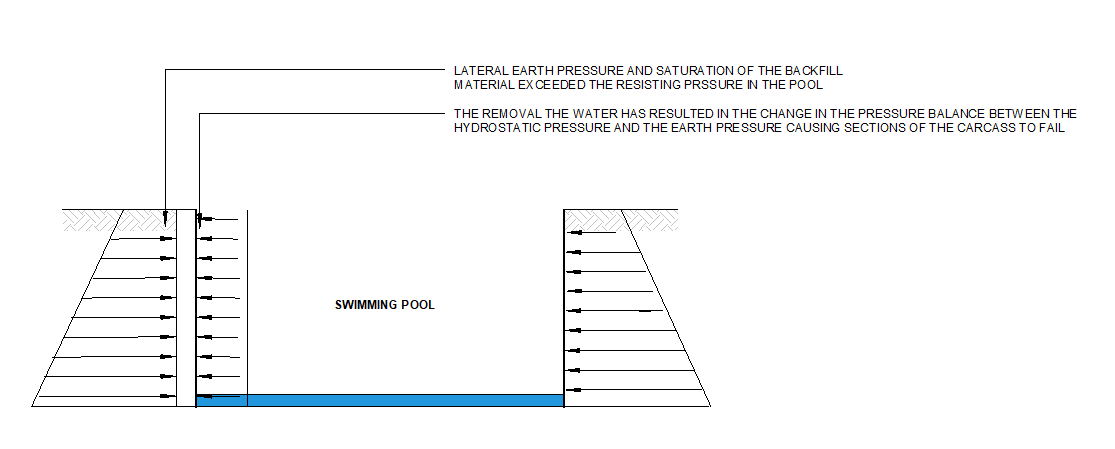 LATERAL EARTH PRESSURE AND SATURATION OF THE BACKFILL
MATERIAL EXCEEDED THE RESISTING PRSSURE IN THE POOL
THE REMOVAL THE WATER HAS RESULTED IN THE CHANGE IN THE PRESSURE BALANCE BETWEEN THE
HYDROSTATIC PRESSURE AND THE EARTH PRESSURE CAUSING SECTIONS OF THE CARCASS TO FAIL
SWIMMING POOL